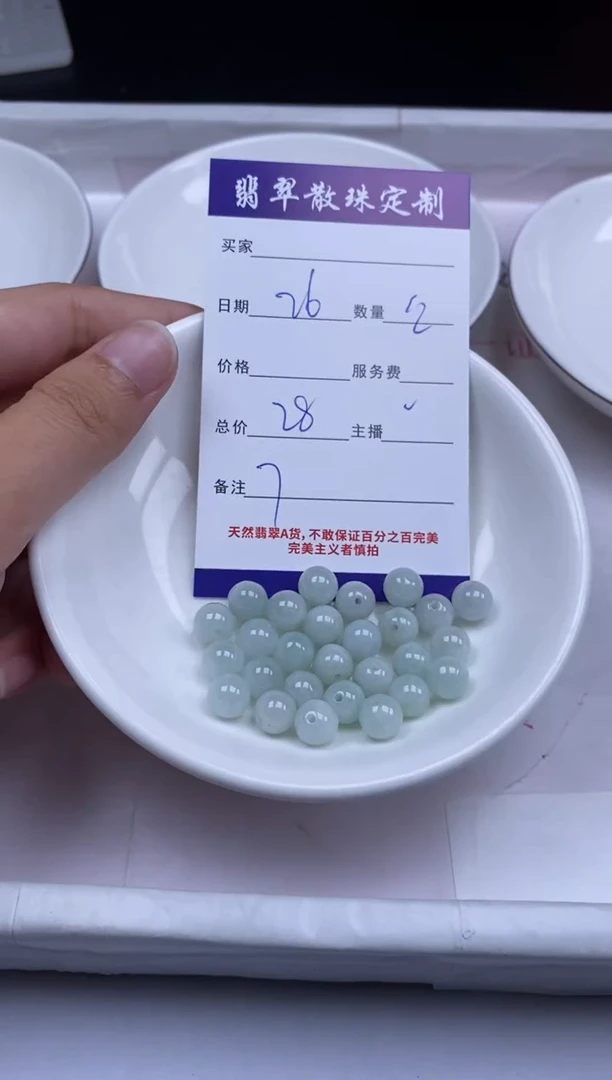 翡翠散珠定制
买家
日期 26 数量 2
价格 服务费
总价 28 主播
备注 7
天然翡翠A货,不敢保证百分之百完美
完美主义者慎拍